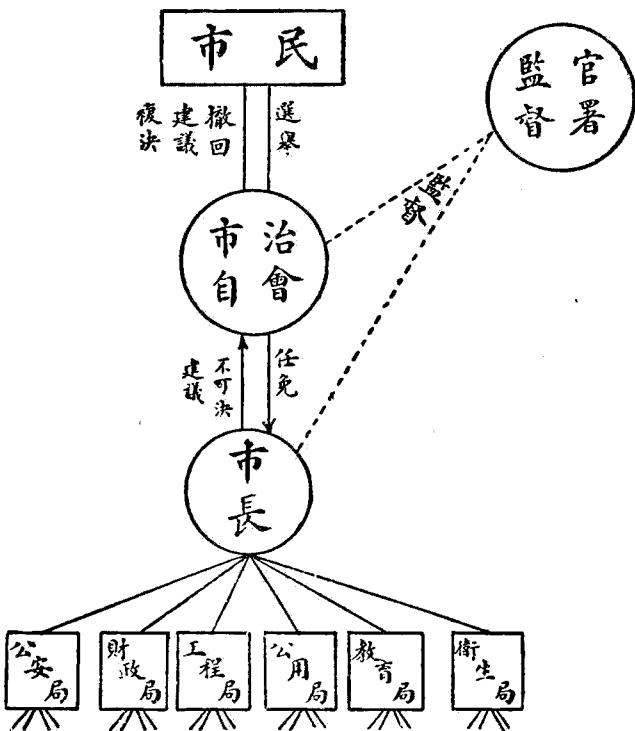 市民
監督
官署
選舉
撤回
建議
複決
市自
治會
任免
不可決
建議
市長
公安局
財政局
工程局
公用局
教育局
衛生局